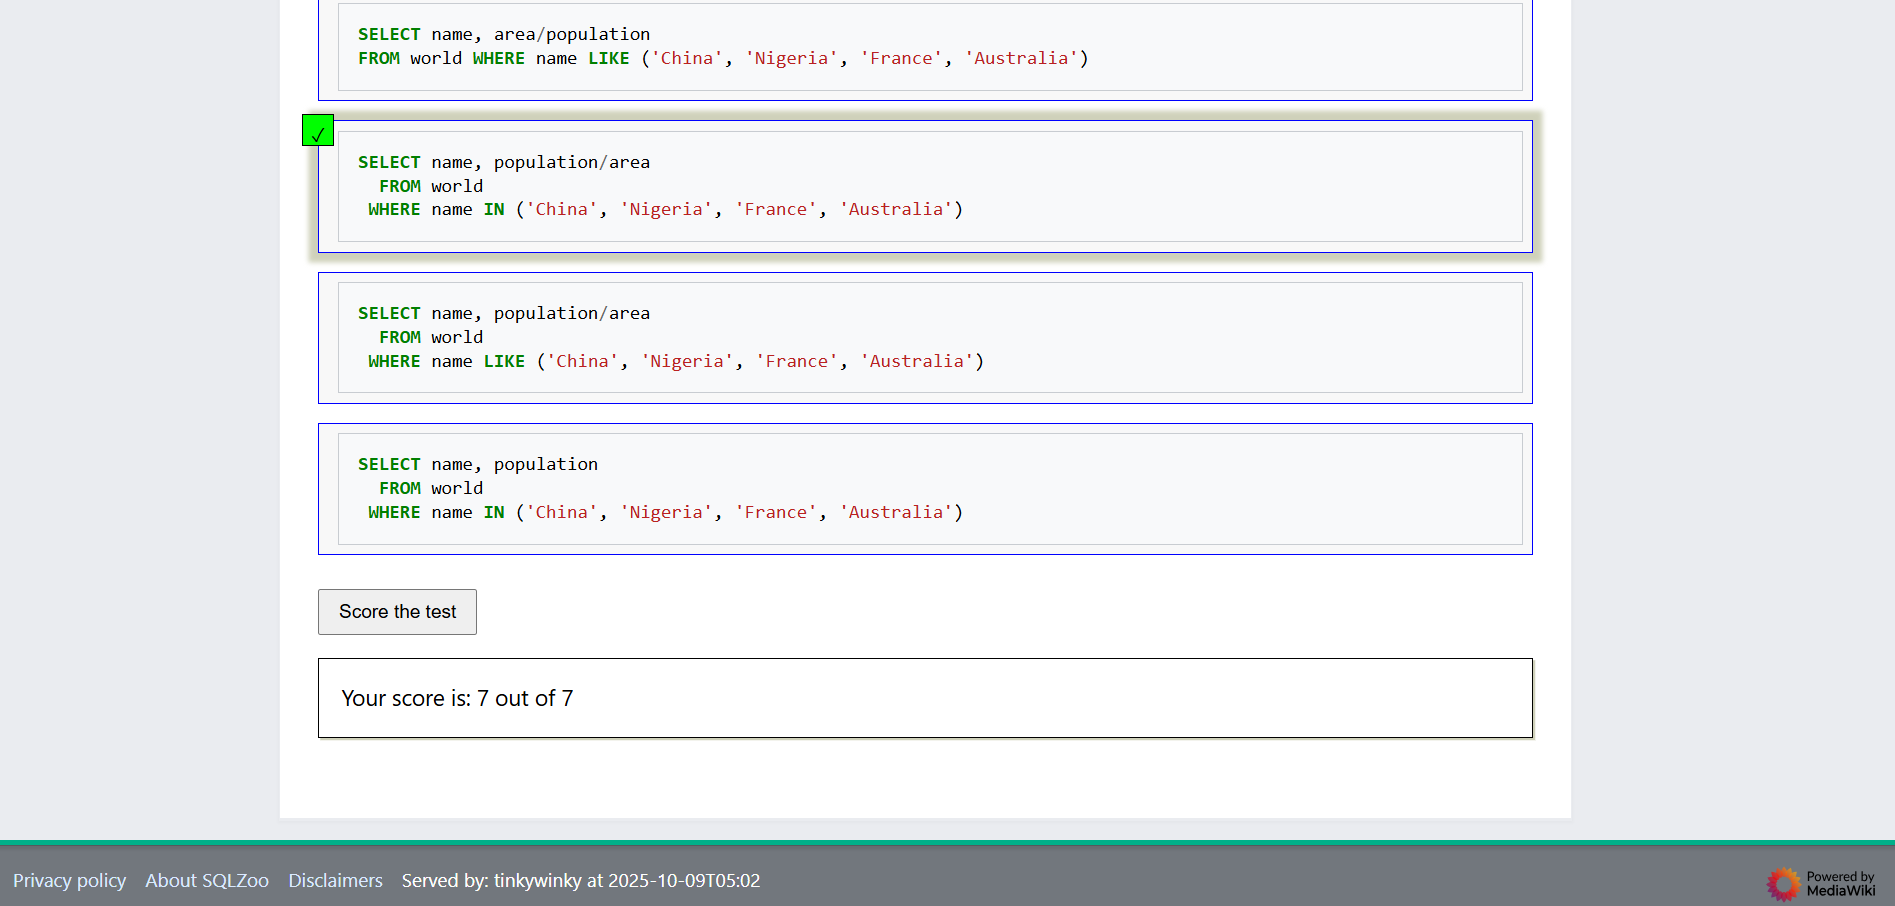 SELECT name, area/population
FROM world WHERE name LIKE ('China', 'Nigeria', 'France', 'Australia')
✓
SELECT name, population/area
FROM world
WHERE name IN ('China', 'Nigeria', 'France', 'Australia')
SELECT name, population/area
FROM world
WHERE name LIKE ('China', 'Nigeria', 'France', 'Australia')
SELECT name, population
FROM world
WHERE name IN ('China', 'Nigeria', 'France', 'Australia')
Score the test
Your score is: 7 out of 7
Privacy policy About SQLZoo Disclaimers Served by: tinkywinky at 2025-10-09T05:02
Powered by
MediaWiki